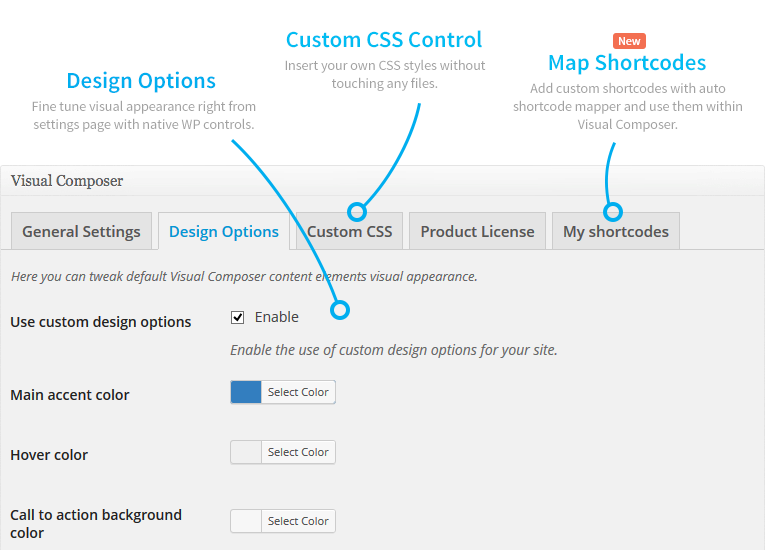 Custom CSS Control
Insert your own CSS styles without
touching any files.
New
Map Shortcodes
Add custom shortcodes with auto
shortcode mapper and use them within
Visual Composer.
Design Options
Fine tune visual appearance right from
settings page with native WP controls.
Visual Composer
General Settings
Design Options
Custom CSS
Product License
My shortcodes
Here you can tweak default Visual Composer content elements visual appearance.
Use custom design options
Enable
Enable the use of custom design options for your site.
Main accent color
Select Color
Hover color
Select Color
Call to action background
color
Select Color